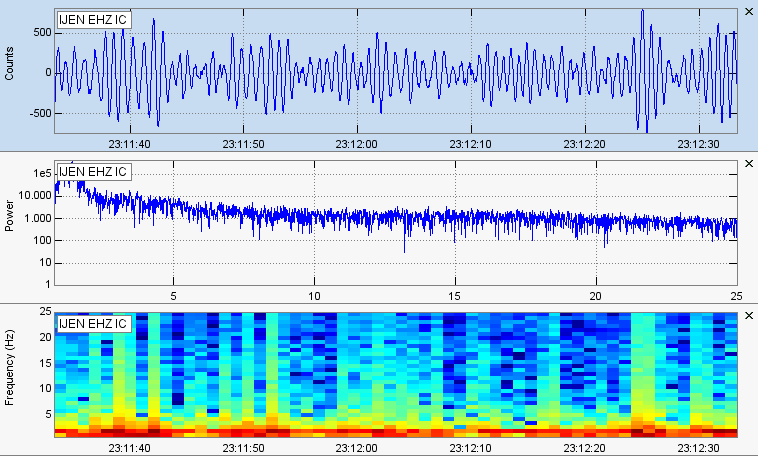 IJEN EHZ IC
×
Counts
500
0
-500
23:11:40 23:11:50 23:12:00 23:12:10 23:12:20 23:12:30
IJEN EHZ IC
×
Power
1e5
10.000
1.000
100
10
1
5 10 15 20 25
IJEN EHZ IC
×
Frequency (Hz)
25
20
15
10
5
23:11:40 23:11:50 23:12:00 23:12:10 23:12:20 23:12:30